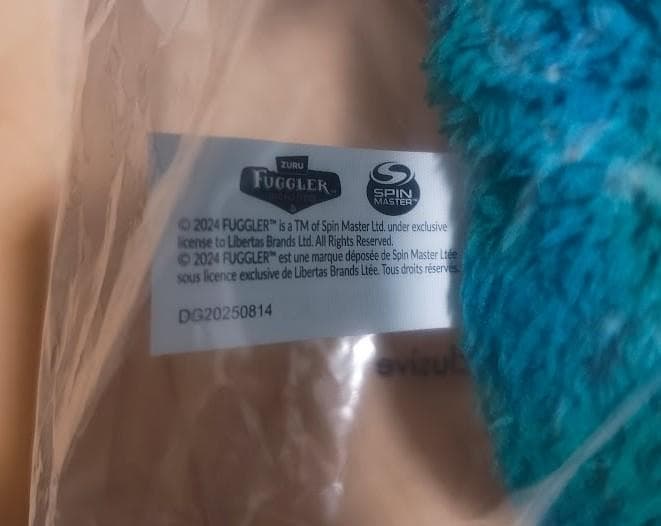 ZURU
FUGGLER™
SPIN
MASTER™
© 2024 FUGGLER™ is a TM of Spin Master Ltd. under exclusive
license to Libertas Brands Ltd. All Rights Reserved.
© 2024 FUGGLER™ est une marque déposée de Spin Master Ltée
sous licence exclusive de Libertas Brands Ltée. Tous droits réservés.
DG20250814